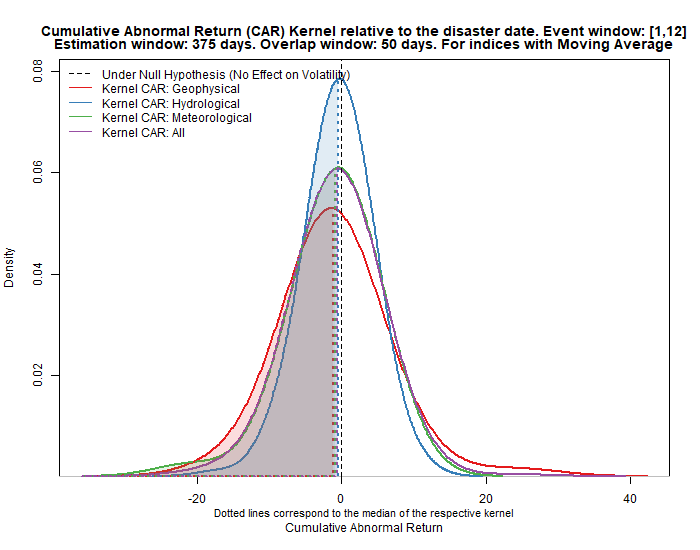 Cumulative Abnormal Return (CAR) Kernel relative to the disaster date. Event window: [1,12]
Estimation window: 375 days. Overlap window: 50 days. For indices with Moving Average
Under Null Hypothesis (No Effect on Volatility)
Kernel CAR: Geophysical
Kernel CAR: Hydrological
Kernel CAR: Meteorological
Kernel CAR: All
Density
0.08
0.06
0.04
0.02
-20 0 20 40
Dotted lines correspond to the median of the respective kernel
Cumulative Abnormal Return